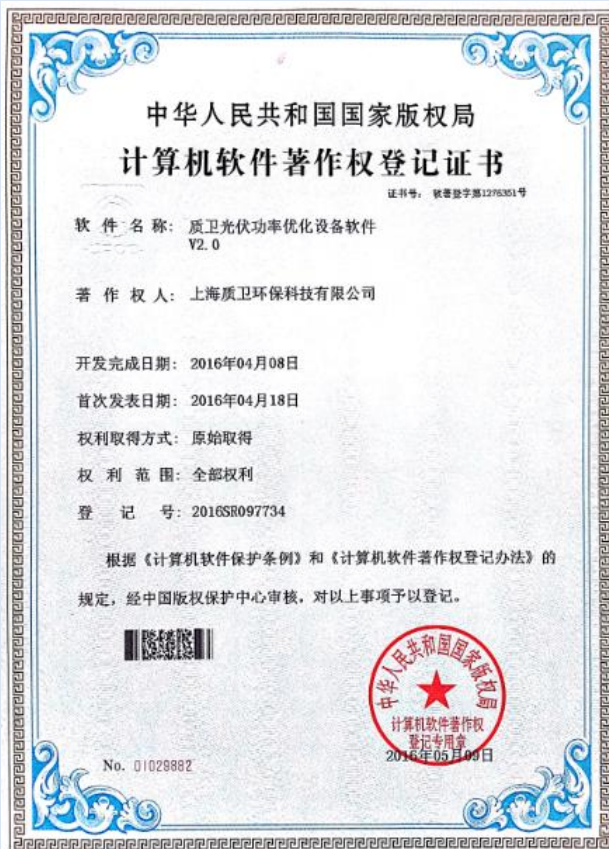 中华人民共和国国家版权局
计算机软件著作权登记证书
证书号： 软著登字第1276351号
软件名称： 质卫光伏功率优化设备软件
V2.0
著作权人： 上海质卫环保科技有限公司
开发完成日期： 2016年04月08日
首次发表日期： 2016年04月18日
权利取得方式： 原始取得
权利范围： 全部权利
登记号： 2016SR097734
根据《计算机软件保护条例》和《计算机软件著作权登记办法》的
规定，经中国版权保护中心审核，对以上事项予以登记。
中华人民共和国国家版权局
计算机软件著作权
登记专用章
2016年05月09日
No. 01029882